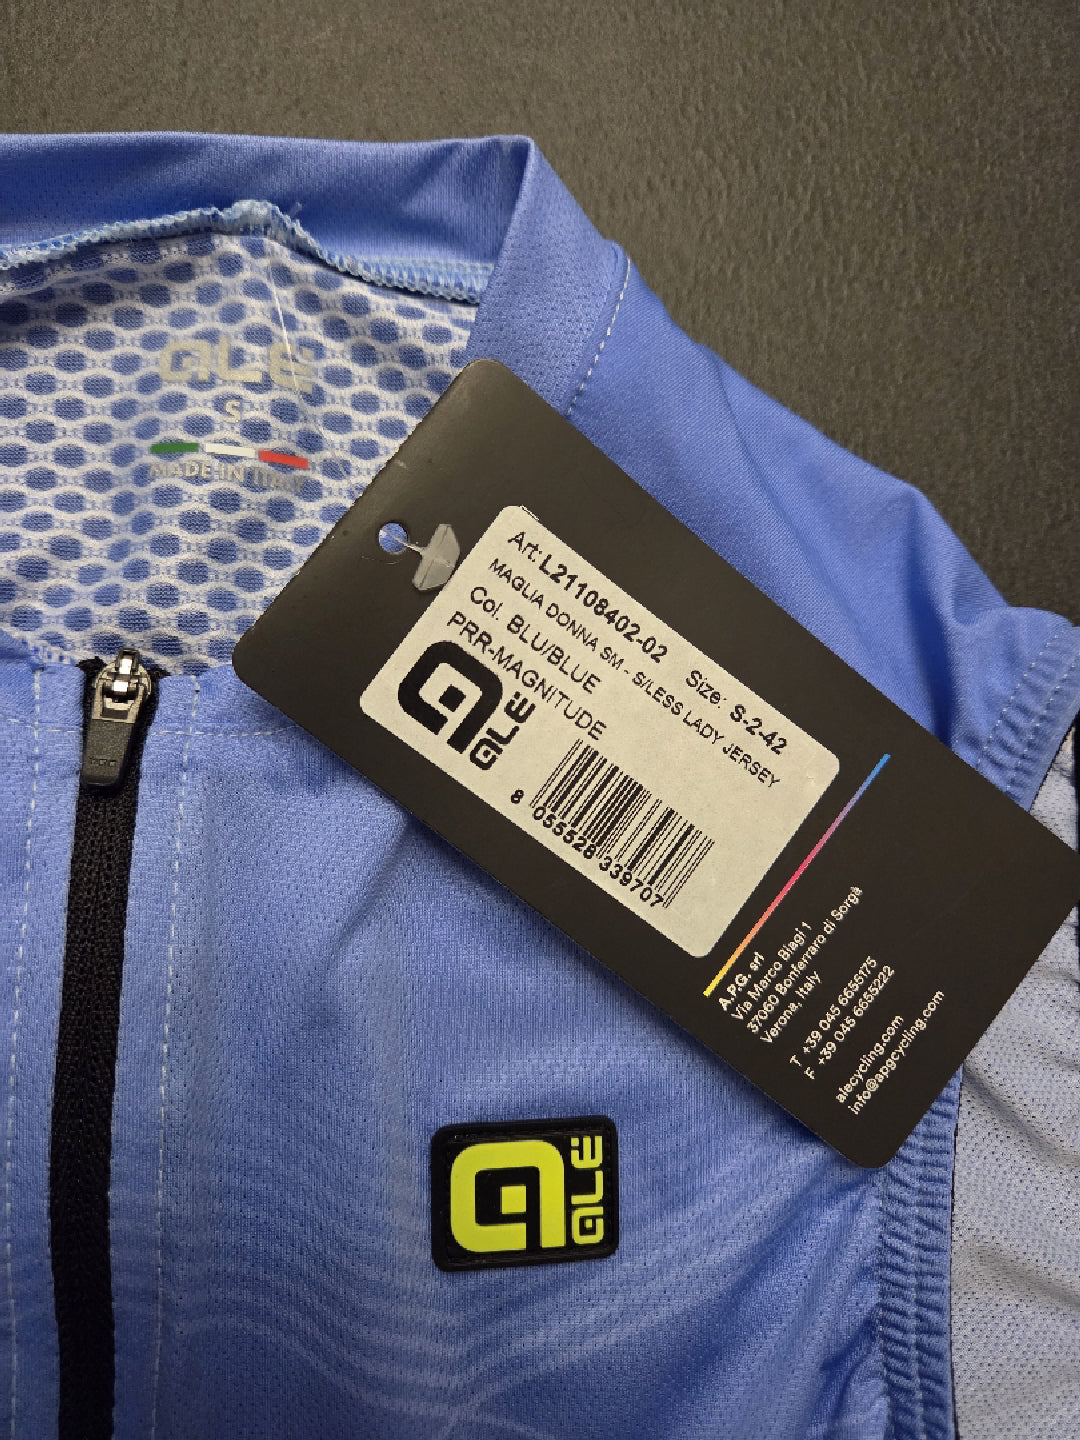 ALÉ
S
MADE IN ITALY
Art: L21108402-02 Size: S-2-42
MAGLIA DONNA SM - S/LESS LADY JERSEY
Col. BLU/BLUE
PRR-MAGNITUDE
ALÉ
8 055528 339707
A.P.G. srl
Via Marco Biagi 1
37060 Bonferraro di Sorgà
Verona, Italy
T +39 045 6655175
F +39 045 6655222
alecycling.com
info@apgcycling.com
ALÉ